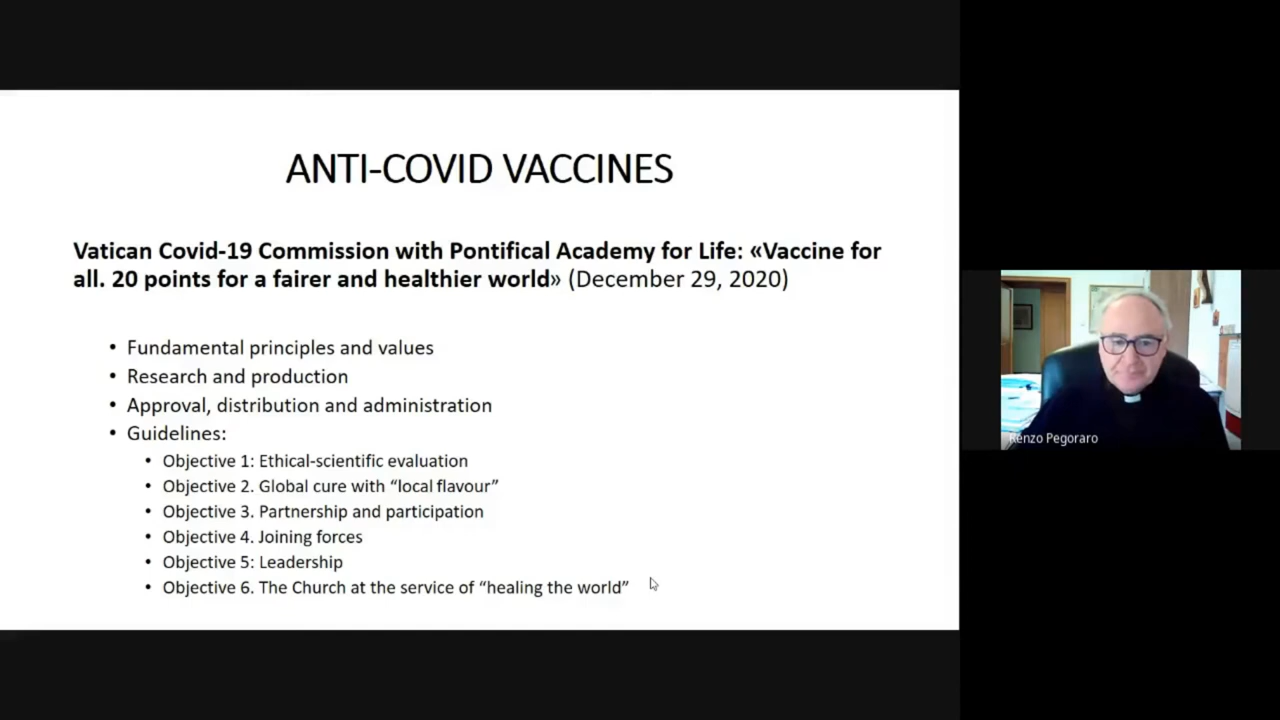 ANTI-COVID VACCINES
Vatican Covid-19 Commission with Pontifical Academy for Life: «Vaccine for
all. 20 points for a fairer and healthier world» (December 29, 2020)
• Fundamental principles and values
• Research and production
• Approval, distribution and administration
• Guidelines:
• Objective 1: Ethical-scientific evaluation
• Objective 2. Global cure with “local flavour”
• Objective 3. Partnership and participation
• Objective 4. Joining forces
• Objective 5: Leadership
• Objective 6. The Church at the service of “healing the world”
Renzo Pegoraro